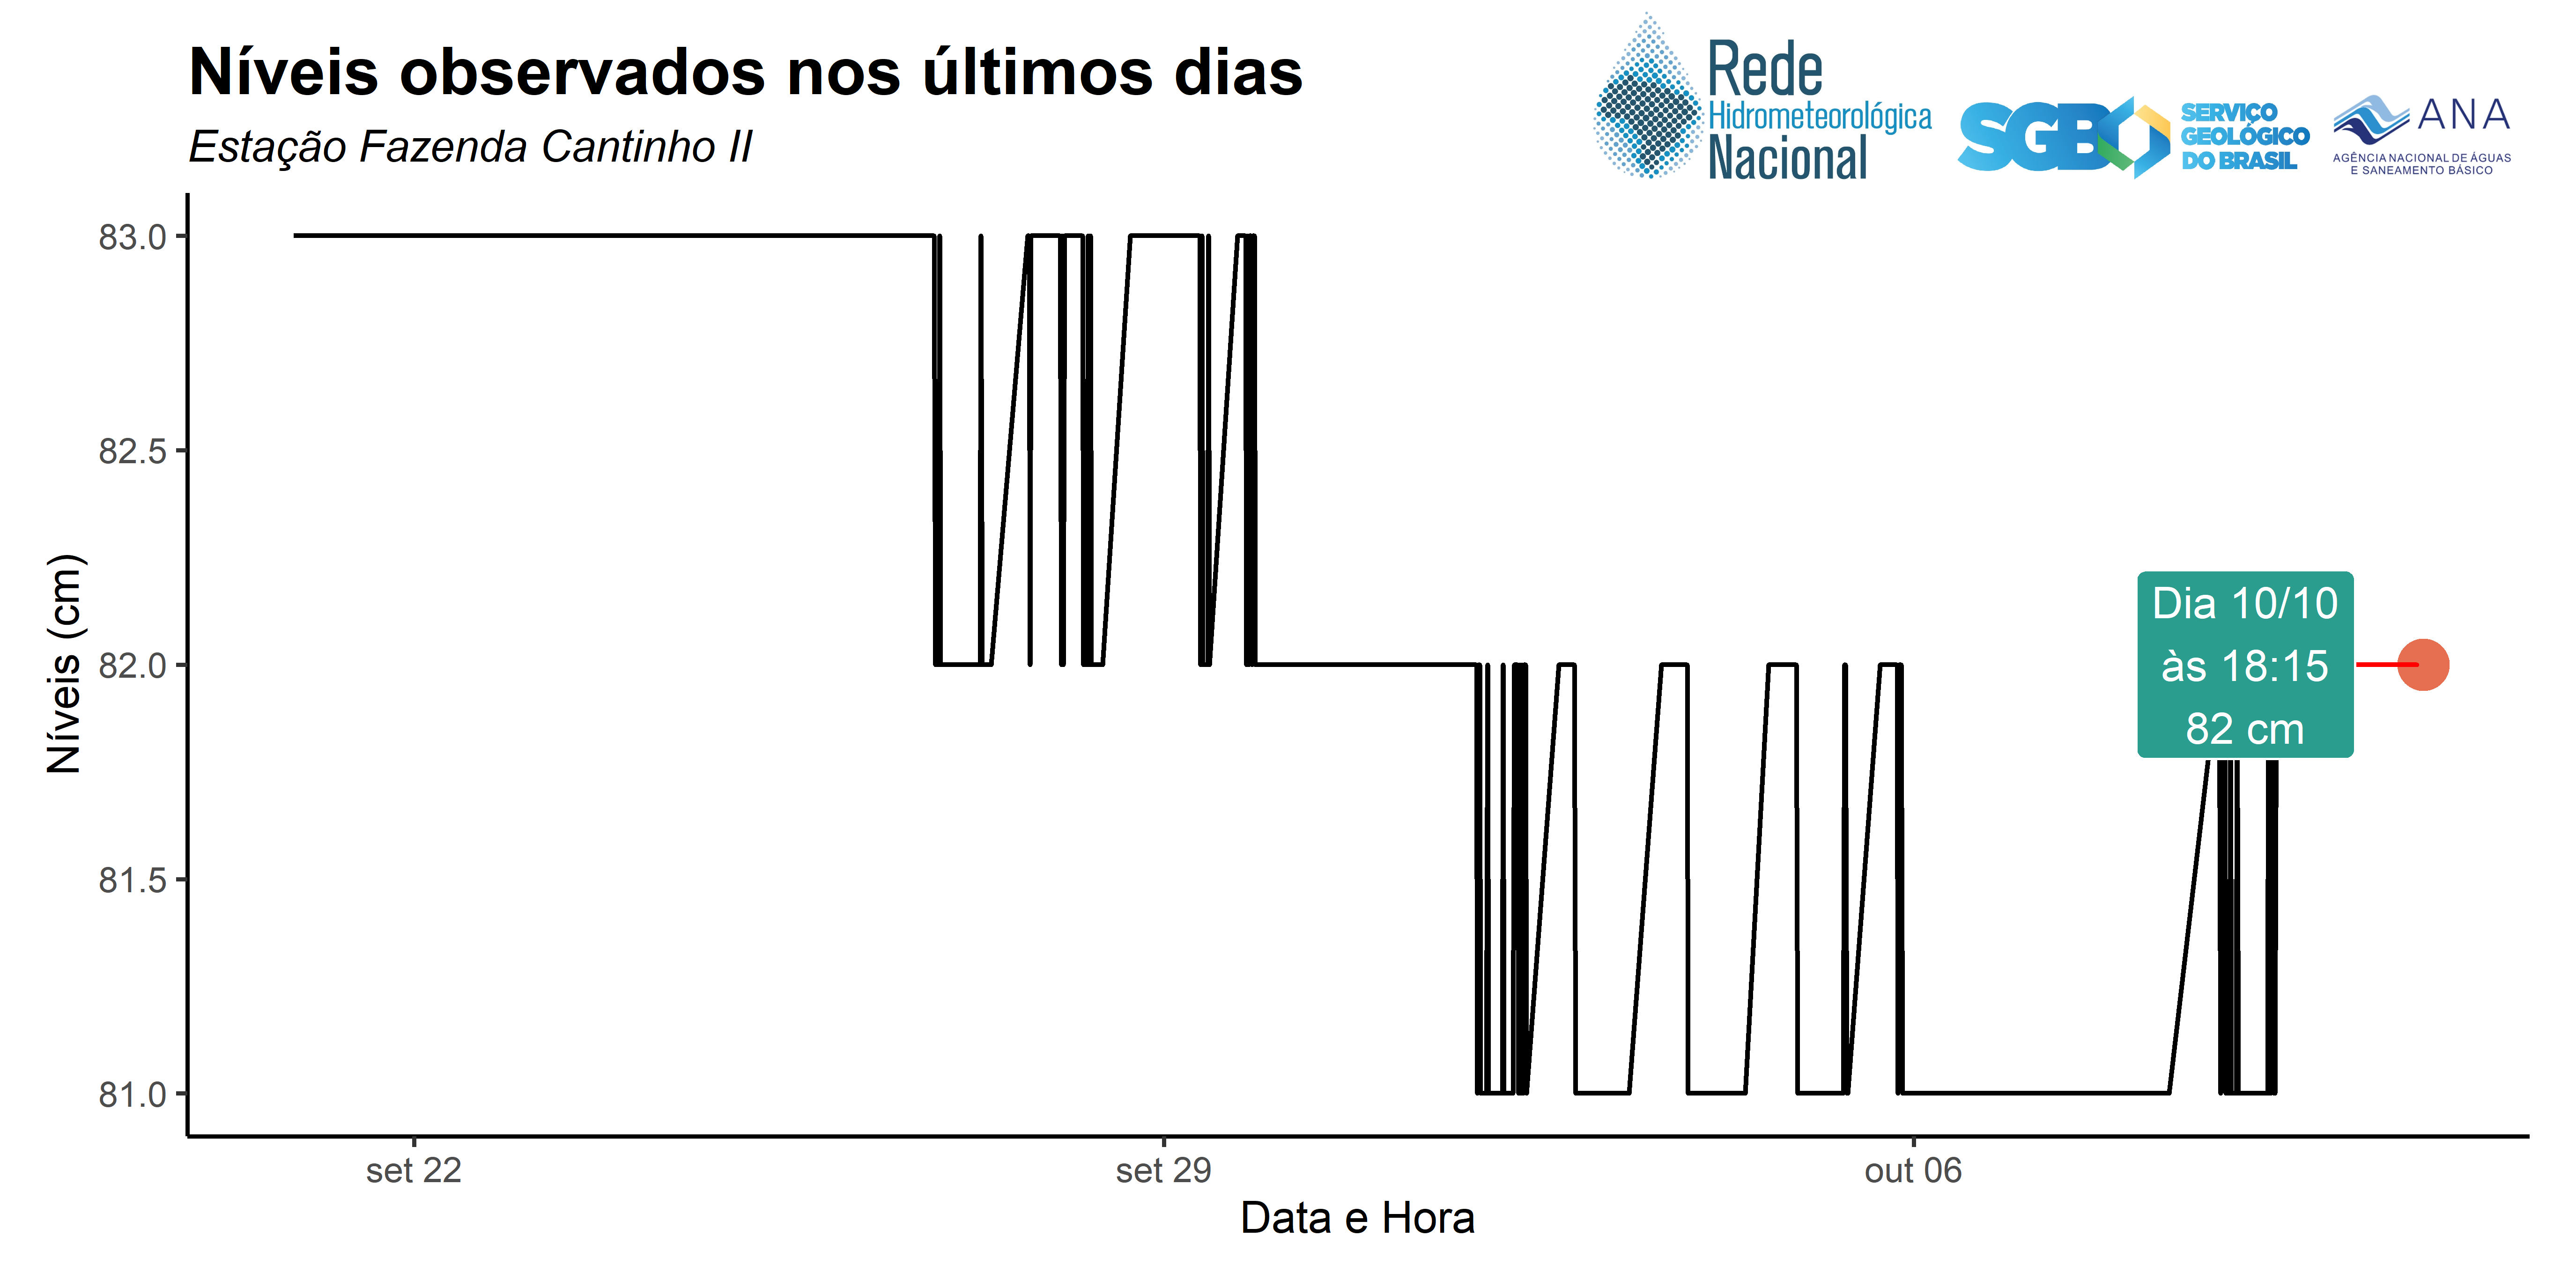 Níveis observados nos últimos dias
Estação Fazenda Cantinho II
Rede
Hidrometeorológica
Nacional
SGB
SERVIÇO
GEOLÓGICO
DO BRASIL
ANA
AGÊNCIA NACIONAL DE ÁGUAS
E SANEAMENTO BÁSICO
Níveis (cm)
83.0
82.5
82.0
81.5
81.0
Dia 10/10
às 18:15
82 cm
set 22
set 29
out 06
Data e Hora